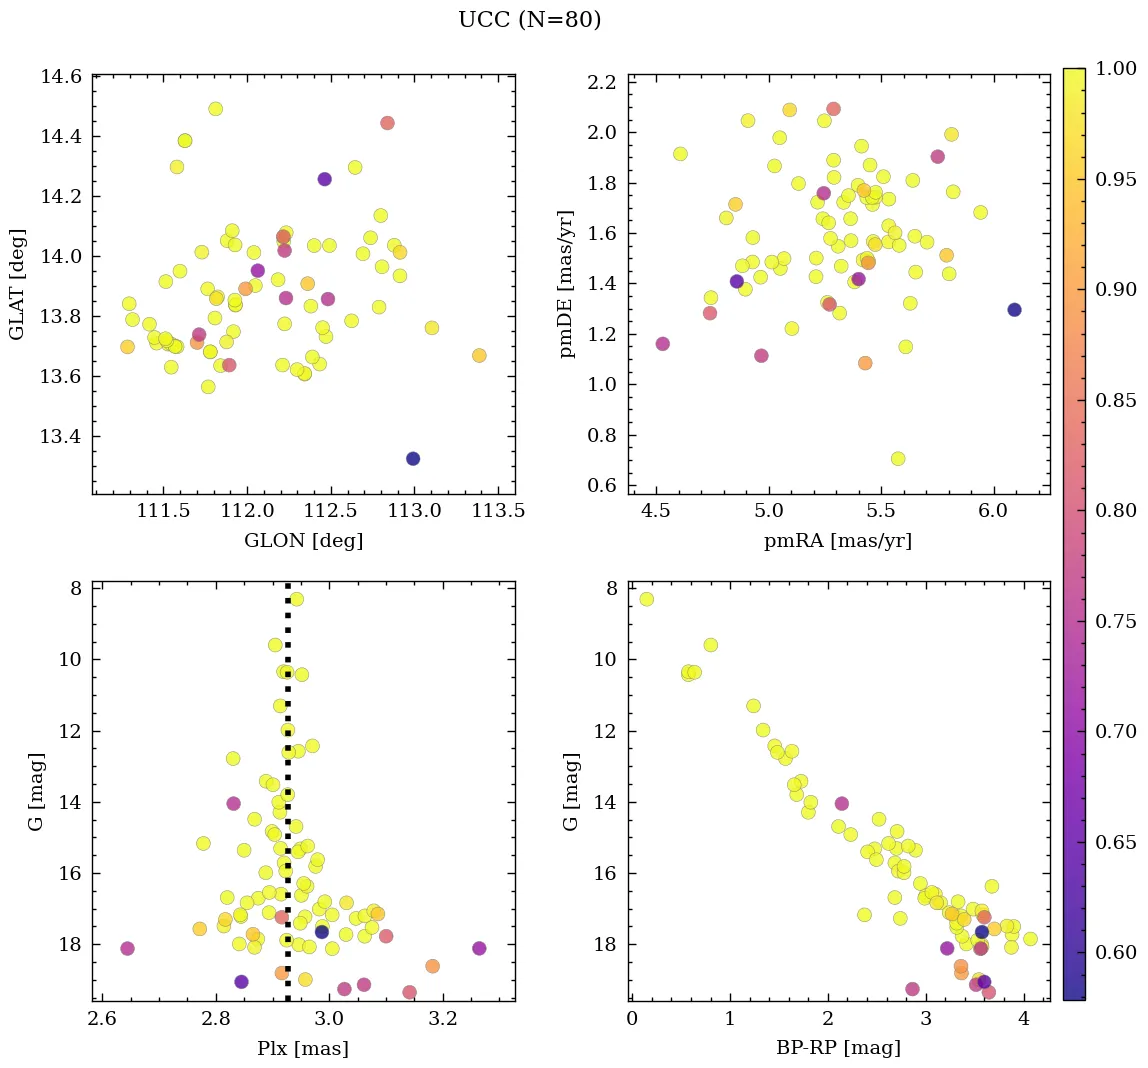 UCC (N=80)
14.6
14.4
14.2
14.0
13.8
13.6
13.4
GLAT [deg]
111.5 112.0 112.5 113.0 113.5
GLON [deg]
2.2
2.0
1.8
1.6
1.4
1.2
1.0
0.8
0.6
pmDE [mas/yr]
4.5 5.0 5.5 6.0
pmRA [mas/yr]
8
10
12
14
16
18
G [mag]
2.6 2.8 3.0 3.2
Plx [mas]
8
10
12
14
16
18
G [mag]
0 1 2 3 4
BP-RP [mag]
1.00
0.95
0.90
0.85
0.80
0.75
0.70
0.65
0.60